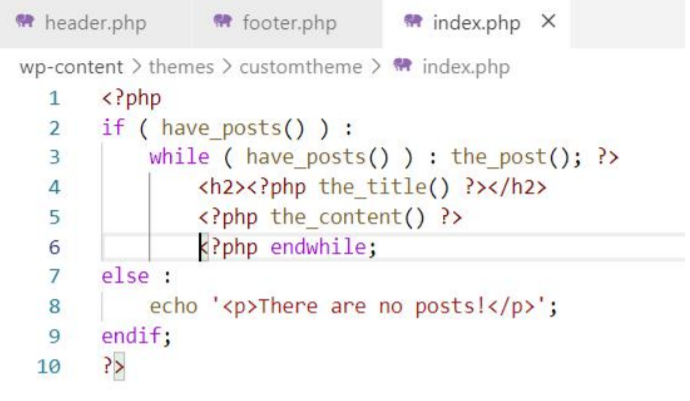 header.php footer.php index.php ×
wp-content > themes > customtheme > index.php
1 <?php
2 if ( have_posts() ) :
3     while ( have_posts() ) : the_post(); ?>
4         <h2><?php the_title() ?></h2>
5         <?php the_content() ?>
6         <?php endwhile;
7 else :
8     echo '<p>There are no posts!</p>';
9 endif;
10 ?>